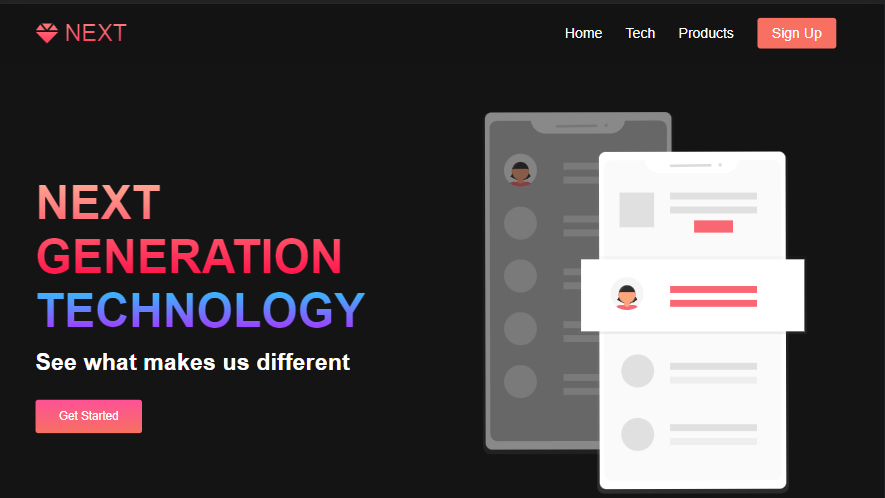 NEXT
Home Tech Products Sign Up
NEXT
GENERATION
TECHNOLOGY
See what makes us different
Get Started